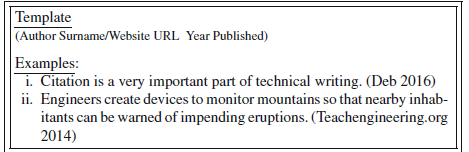 Template
(Author Surname/Website URL Year Published)
Examples:
i. Citation is a very important part of technical writing. (Deb 2016)
ii. Engineers create devices to monitor mountains so that nearby inhab-
itants can be warned of impending eruptions. (Teachengineering.org
2014)